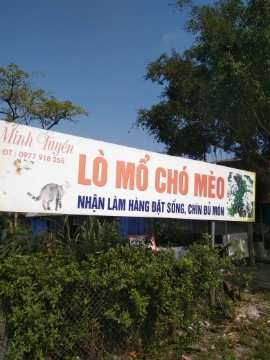 Minh Tuyến
ĐT : 0977 918 255
LÒ MỔ CHÓ MÈO
NHẬN LÀM HÀNG ĐẶT SỐNG, CHÍN ĐỦ MÓN